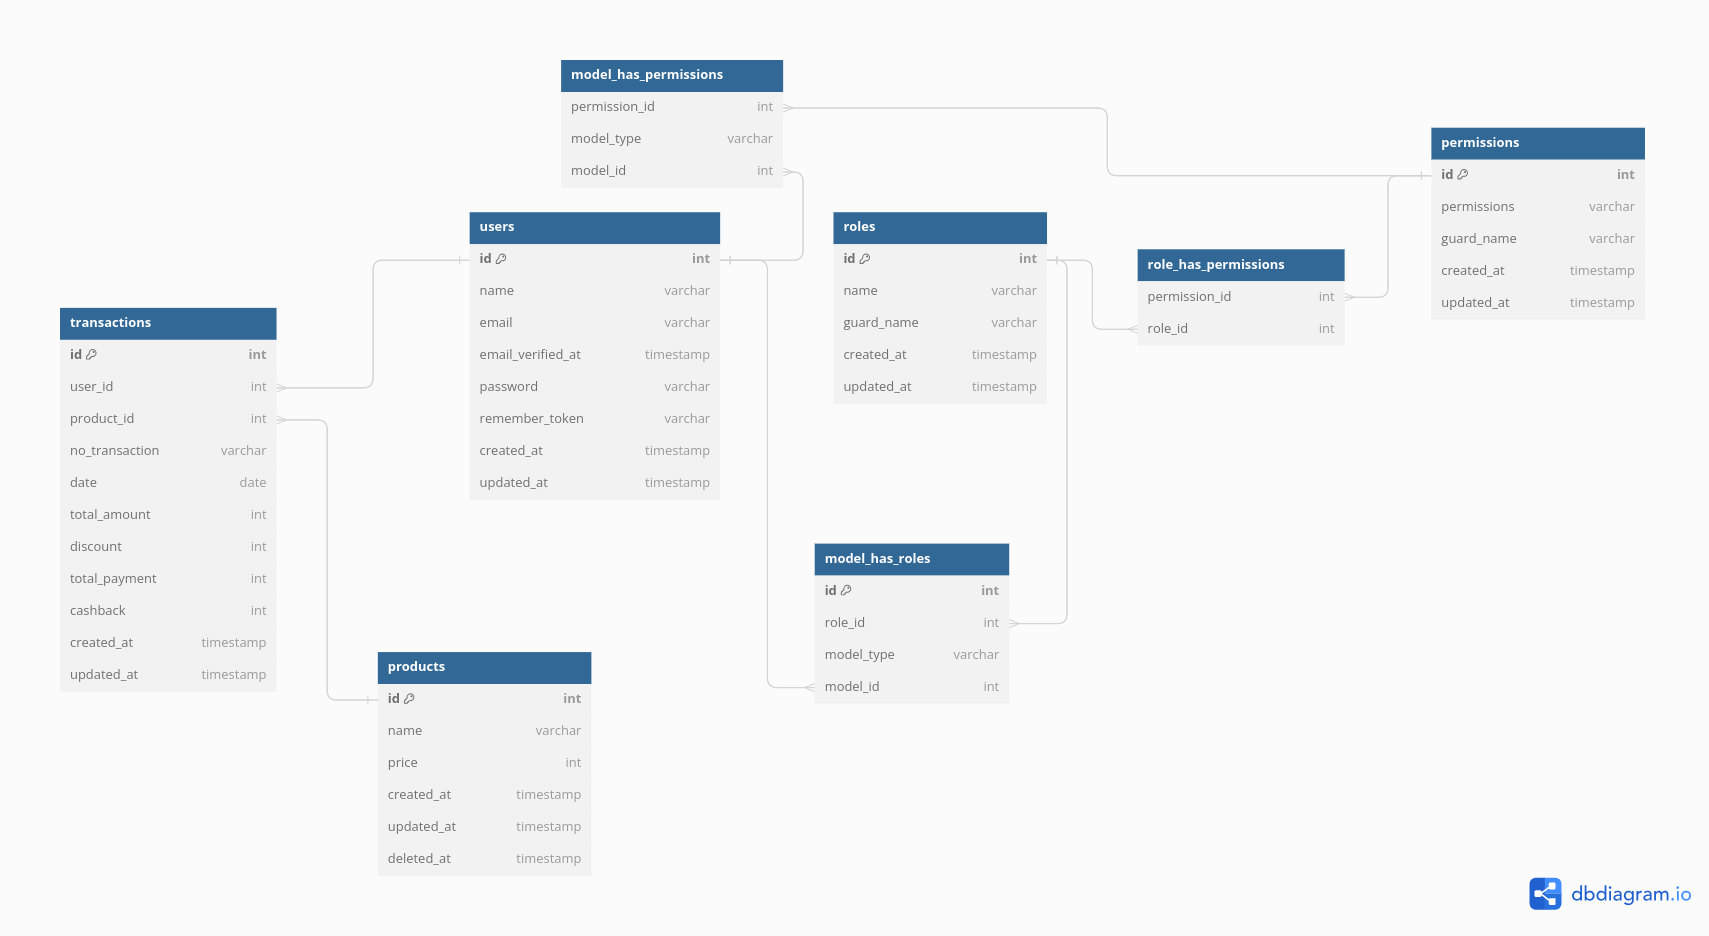 model_has_permissions
permission_id int
model_type varchar
model_id int
permissions
id int
permissions varchar
guard_name varchar
created_at timestamp
updated_at timestamp
users
id int
name varchar
email varchar
email_verified_at timestamp
password varchar
remember_token varchar
created_at timestamp
updated_at timestamp
roles
id int
name varchar
guard_name varchar
created_at timestamp
updated_at timestamp
role_has_permissions
permission_id int
role_id int
transactions
id int
user_id int
product_id int
no_transaction varchar
date date
total_amount int
discount int
total_payment int
cashback int
created_at timestamp
updated_at timestamp
model_has_roles
id int
role_id int
model_type varchar
model_id int
products
id int
name varchar
price int
created_at timestamp
updated_at timestamp
deleted_at timestamp
dbdiagram.io